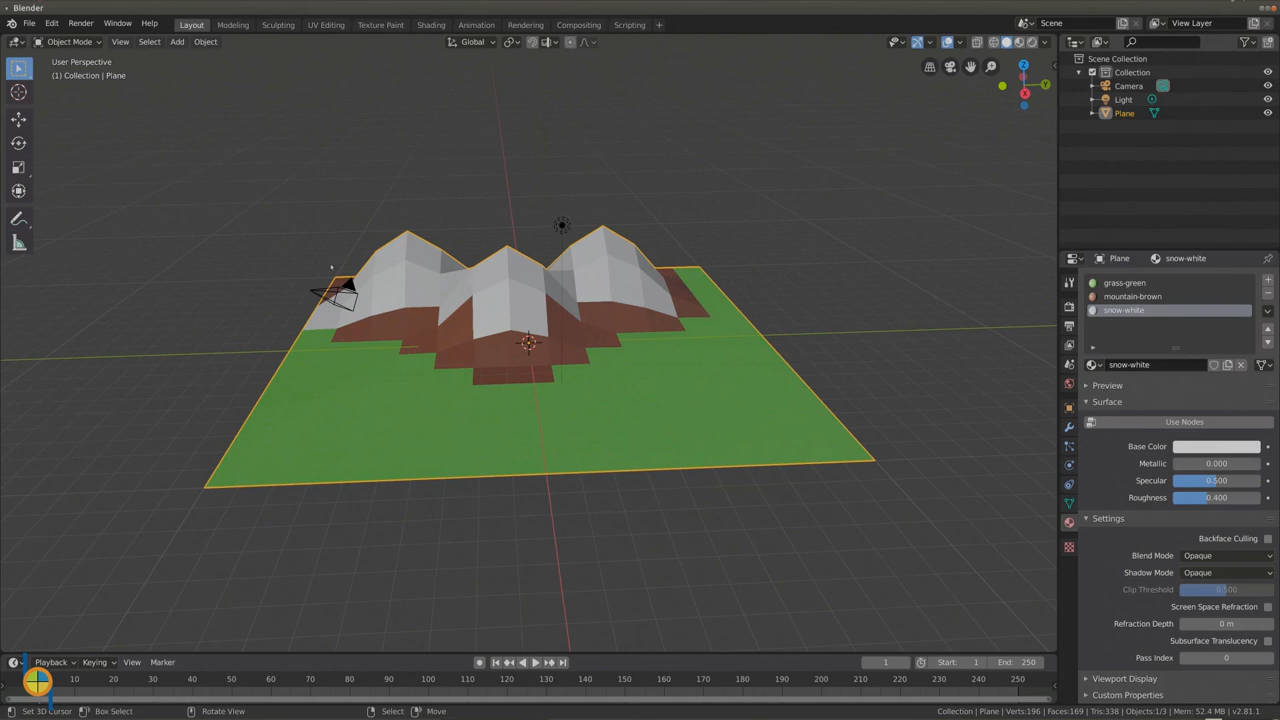 Blender
File Edit Render Window Help Layout Modeling Sculpting UV Editing Texture Paint Shading Animation Rendering Compositing Scripting + Scene View Layer
Object Mode View Select Add Object Global
User Perspective
(1) Collection | Plane
Z
Y
X
Scene Collection
Collection
Camera
Light
Plane
Plane snow-white
grass-green
mountain-brown
snow-white
snow-white
Preview
Surface
Use Nodes
Base Color
Metallic 0.000
Specular 0.500
Roughness 0.400
Settings
Backface Culling
Blend Mode Opaque
Shadow Mode Opaque
Clip Threshold 0.500
Screen Space Refraction
Refraction Depth 0 m
Subsurface Translucency
Pass Index 0
Viewport Display
Custom Properties
Playback Keying View Marker 1 Start: 1 End: 250
10 20 30 40 50 60 70 80 90 100 110 120 130 140 150 160 170 180 190 200 210 220 230 240 250
Set 3D Cursor Box Select Rotate View Select Move Collection | Plane | Verts:196 | Faces:169 | Tris:338 | Objects:1/3 | Mem: 52.4 MB | v2.81.1